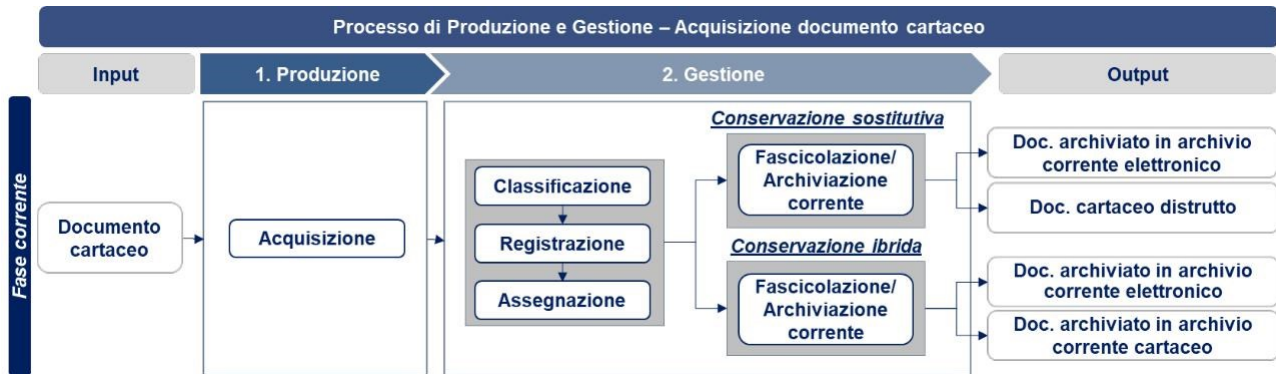 Processo di Produzione e Gestione – Acquisizione documento cartaceo
Input
1. Produzione
2. Gestione
Output
Fase corrente
Documento
cartaceo
Acquisizione
Classificazione
Registrazione
Assegnazione
Conservazione sostitutiva
Fascicolazione/
Archiviazione
corrente
Conservazione ibrida
Fascicolazione/
Archiviazione
corrente
Doc. archiviato in archivio
corrente elettronico
Doc. cartaceo distrutto
Doc. archiviato in archivio
corrente elettronico
Doc. archiviato in archivio
corrente cartaceo